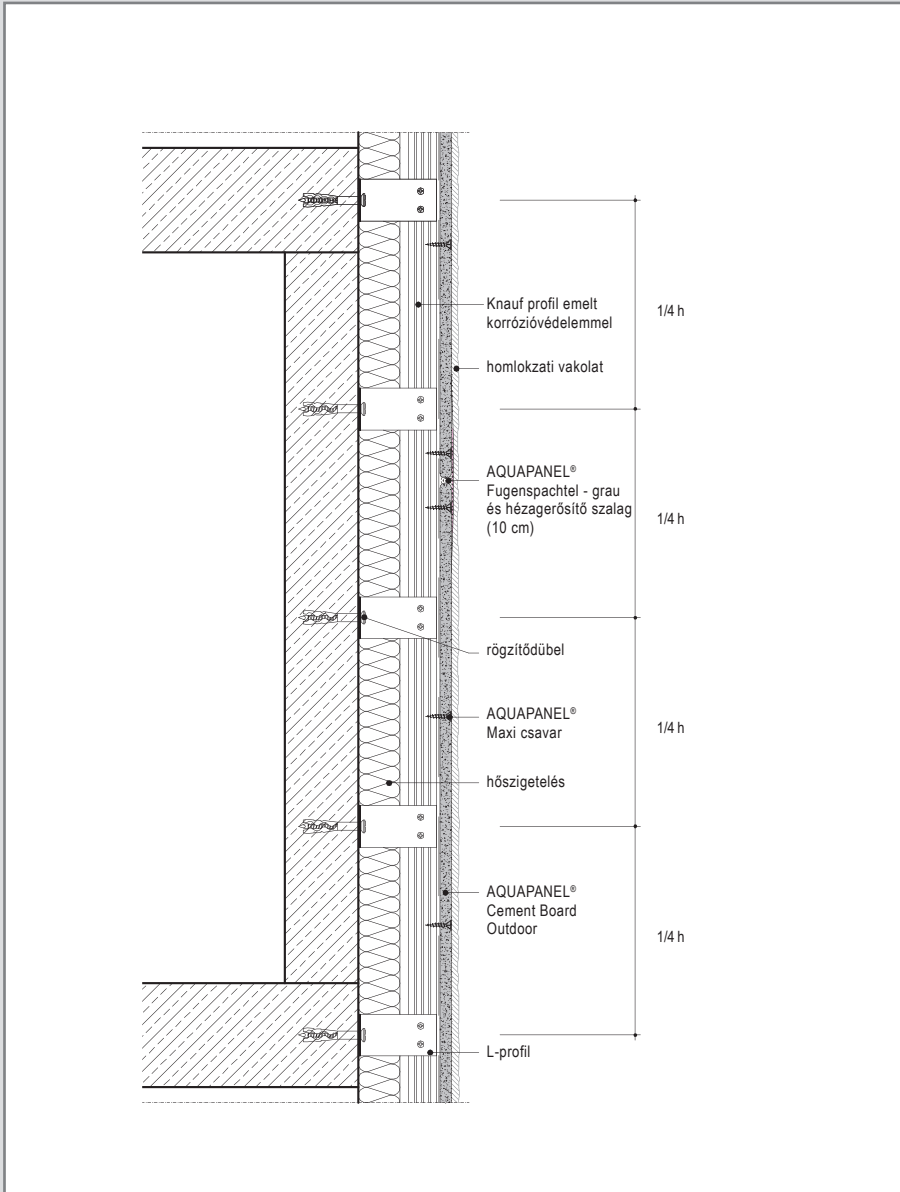 Knauf profil emelt
korrózióvédelemmel
1/4 h
homlokzati vakolat
AQUAPANEL®
Fugenspachtel - grau
és hézagerősítő szalag
(10 cm)
1/4 h
rögzítődübel
AQUAPANEL®
Maxi csavar
1/4 h
hőszigetelés
AQUAPANEL®
Cement Board
Outdoor
1/4 h
L-profil